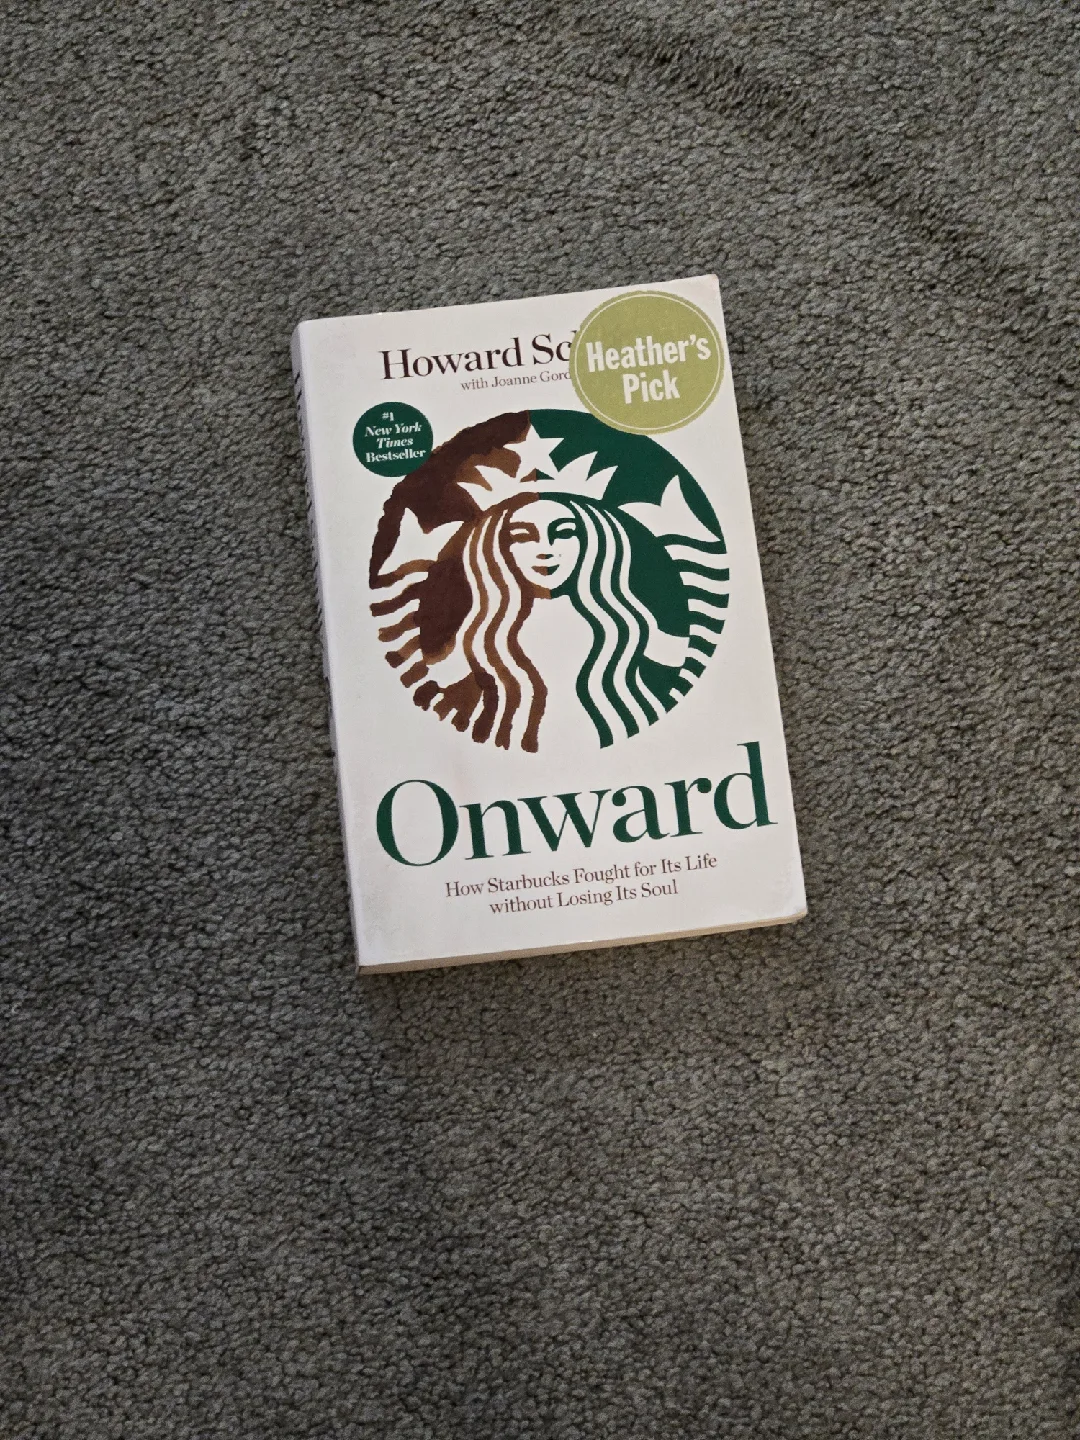 Howard Sc
with Joanne Gord
Heather's
Pick
#1
New York
Times
Bestseller
Onward
How Starbucks Fought for Its Life
without Losing Its Soul